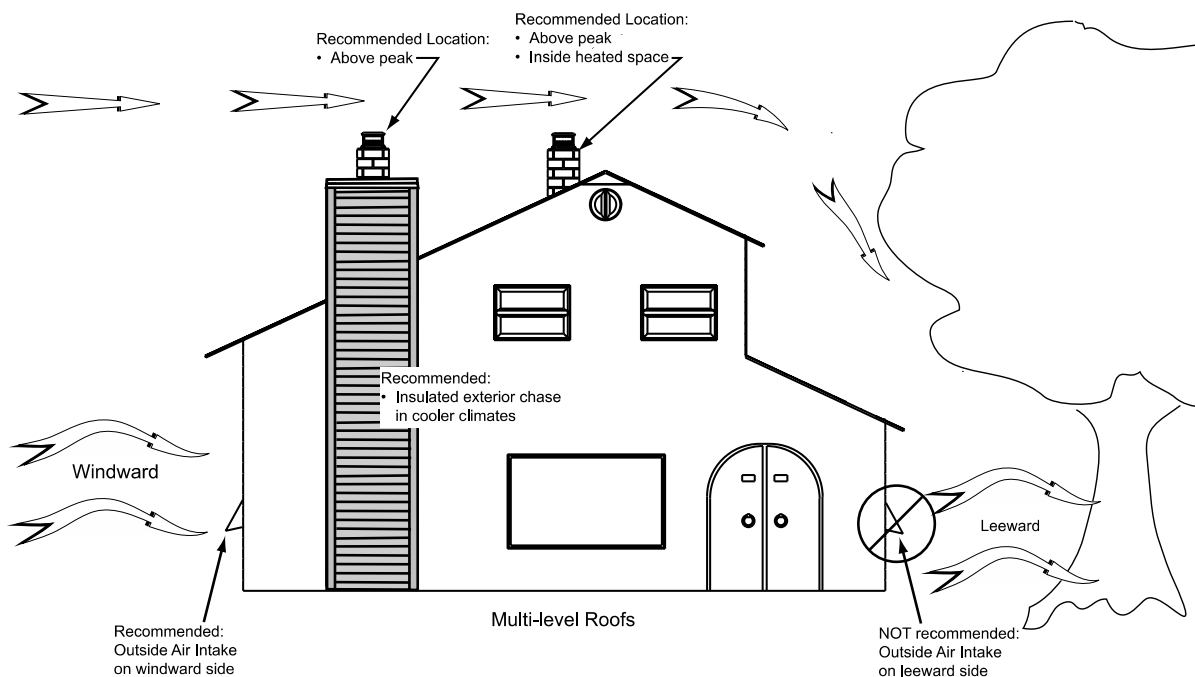 Recommended Location:
• Above peak
Recommended Location:
• Above peak
• Inside heated space
Recommended:
• Insulated exterior chase
in cooler climates
Windward
Leeward
Multi-level Roofs
Recommended:
Outside Air Intake
on windward side
NOT recommended:
Outside Air Intake
on leeward side